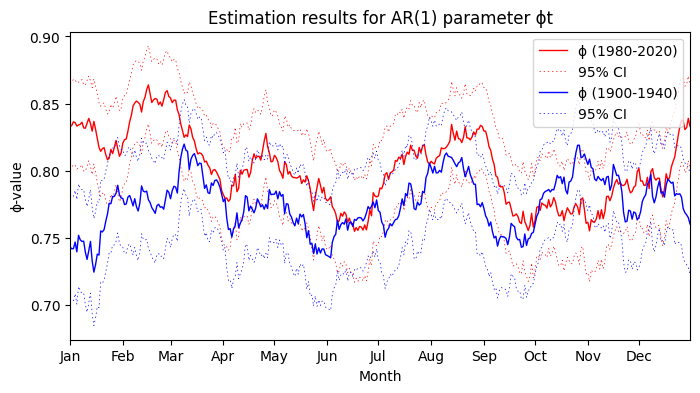 Estimation results for AR(1) parameter ϕt
ϕ (1980-2020)
95% CI
ϕ (1900-1940)
95% CI
0.90
0.85
0.80
0.75
0.70
ϕ-value
Jan Feb Mar Apr May Jun Jul Aug Sep Oct Nov Dec
Month